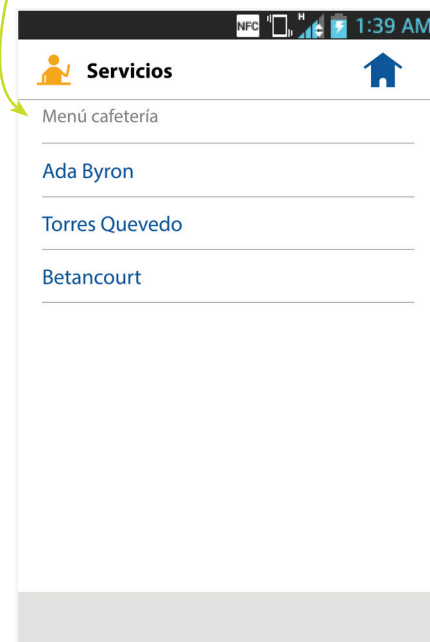 NFC H 1:39 AM
Servicios
Menú cafetería
Ada Byron
Torres Quevedo
Betancourt